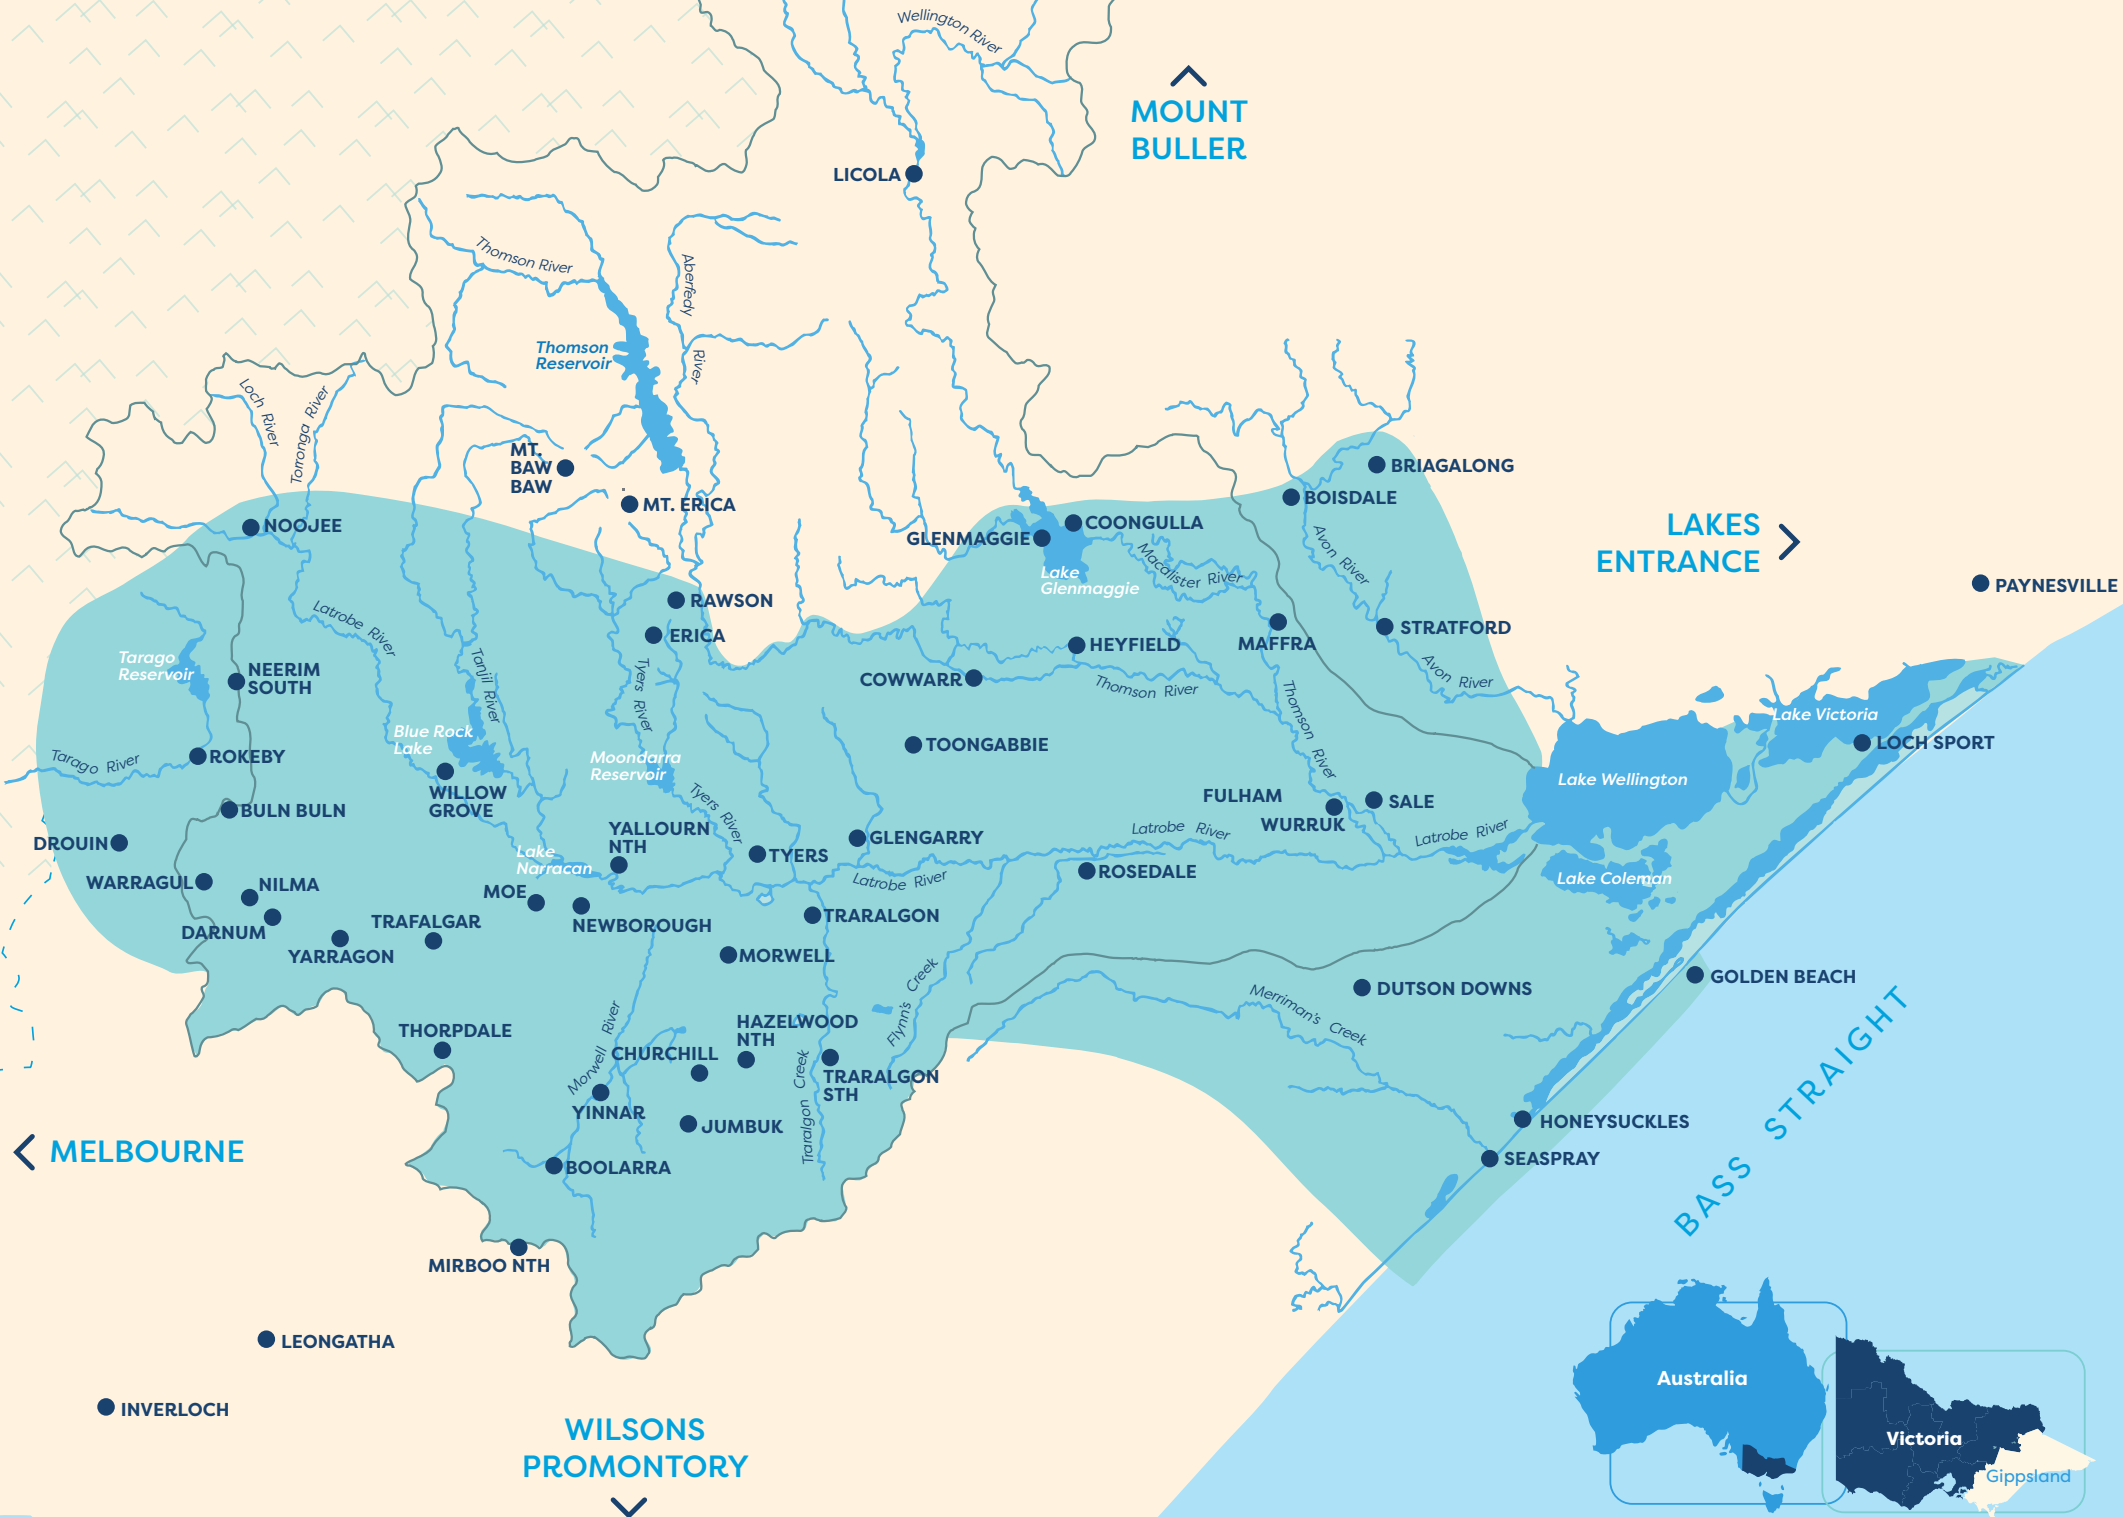 Wellington River
MOUNT
BULLER
LICOLA
Thomson River
Aberfedy
River
Thomson
Reservoir
Loch River
Torronga River
MT.
BAW
BAW
MT. ERICA
BRIAGALONG
BOISDALE
NOOJEE
COONGULLA
GLENMAGGIE
Lake
Glenmaggie
Macalister River
Avon River
LAKES
ENTRANCE
PAYNESVILLE
RAWSON
ERICA
Latrobe River
Tarago
Reservoir
NEERIM
SOUTH
Tanjil River
Tyers River
HEYFIELD
MAFFRA
STRATFORD
COWWARR
Thomson River
Thomson River
Avon River
Lake Victoria
LOCH SPORT
Blue Rock
Lake
TOONGABBIE
Tarago River
ROKEBY
Moondarra
Reservoir
Lake Wellington
WILLOW
GROVE
Tyers River
FULHAM
WURRUK
SALE
BULN BULN
DROUIN
YALLOURN
NTH
TYERS
GLENGARRY
Latrobe River
Latrobe River
Lake
Narracan
ROSEDALE
Latrobe River
Lake Coleman
WARRAGUL
NILMA
MOE
DARNUM
TRAFALGAR
NEWBOROUGH
TRARALGON
YARRAGON
MORWELL
GOLDEN BEACH
DUTSON DOWNS
Flynn's Creek
Merriman's Creek
THORPDALE
Morwell River
HAZELWOOD
NTH
CHURCHILL
Traralgon Creek
TRARALGON
STH
YINNAR
JUMBUK
HONEYSUCKLES
SEASPRAY
BASS STRAIGHT
MELBOURNE
BOOLARRA
MIRBOO NTH
LEONGATHA
INVERLOCH
WILSONS
PROMONTORY
Australia
Victoria
Gippsland